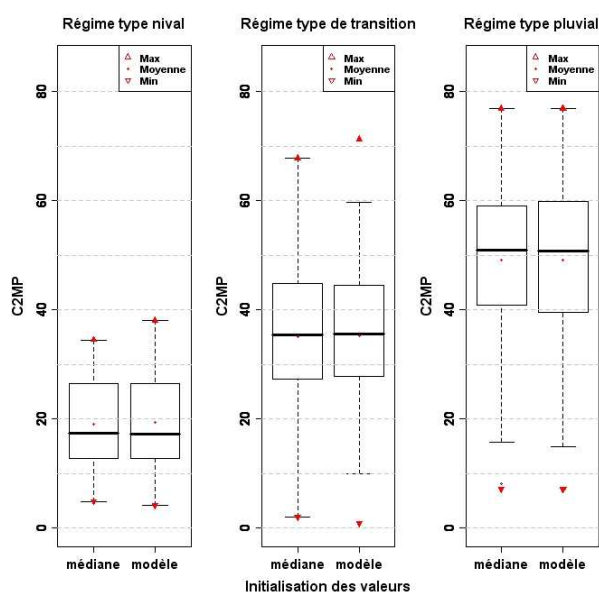 Régime type nival
Régime type de transition
Régime type pluvial
Max
Moyenne
Min
Max
Moyenne
Min
Max
Moyenne
Min
C2MP
80
60
40
20
0
C2MP
80
60
40
20
0
C2MP
80
60
40
20
0
médiane modèle
médiane modèle
médiane modèle
Initialisation des valeurs